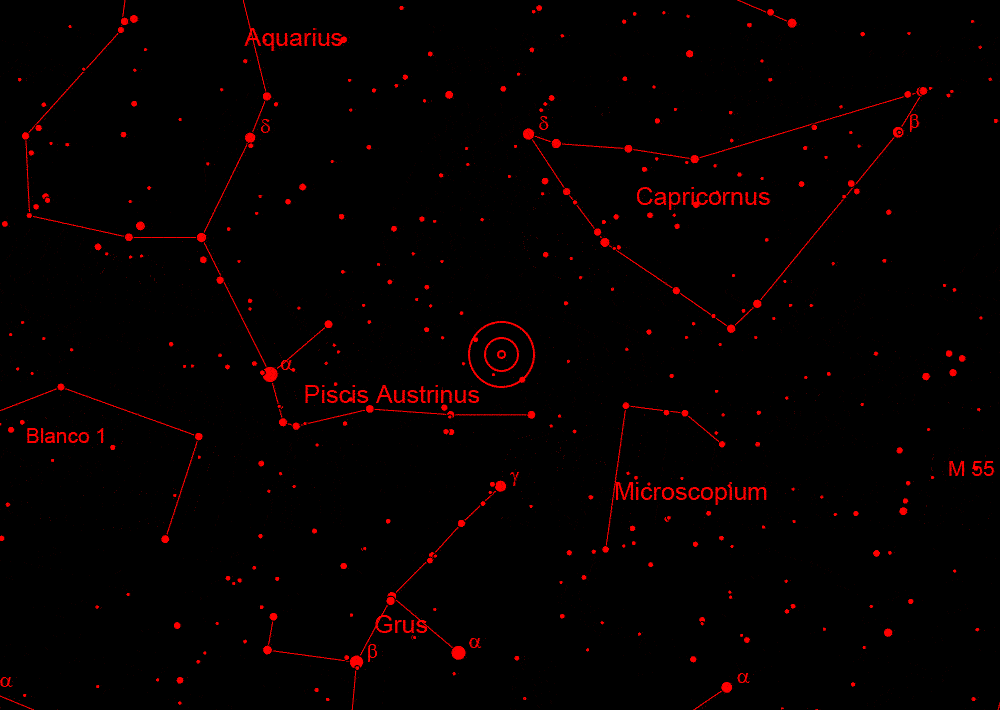 Aquarius
δ
δ
β
Capricornus
α
Piscis Austrinus
Blanco 1
M 55
γ
Microscopium
Grus
α
β
α
α